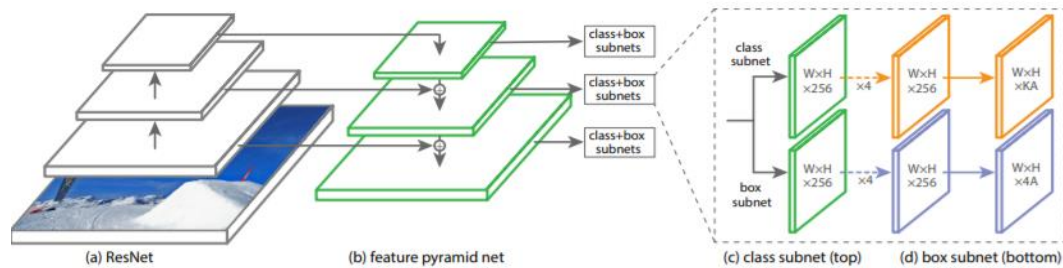 class+box
subnets
class+box
subnets
class+box
subnets
class
subnet
W×H
×256
×4
W×H
×256
W×H
×KA
box
subnet
W×H
×256
×4
W×H
×256
W×H
×4A
(a) ResNet
(b) feature pyramid net
(c) class subnet (top)
(d) box subnet (bottom)